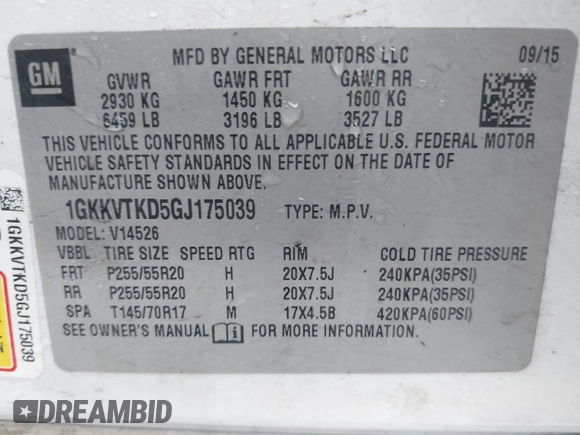 GM
MFD BY GENERAL MOTORS LLC 09/15
GVWR GAWR FRT GAWR RR
2930 KG 1450 KG 1600 KG
6459 LB 3196 LB 3527 LB
THIS VEHICLE CONFORMS TO ALL APPLICABLE U.S. FEDERAL MOTOR
VEHICLE SAFETY STANDARDS IN EFFECT ON THE DATE OF
MANUFACTURE SHOWN ABOVE.
1GKKVTKD5GJ175039 TYPE: M.P.V.
V14526
VBBL TIRE SIZE SPEED RTG RIM COLD TIRE PRESSURE
FRT P255/55R20 H 20X7.5J 240KPA(35PSI)
RR P255/55R20 H 20X7.5J 240KPA(35PSI)
SPA T145/70R17 M 17X4.5B 420KPA(60PSI)
SEE OWNER'S MANUAL FOR MORE INFORMATION
1GKKVTKD5GJ175039
DREAMBID